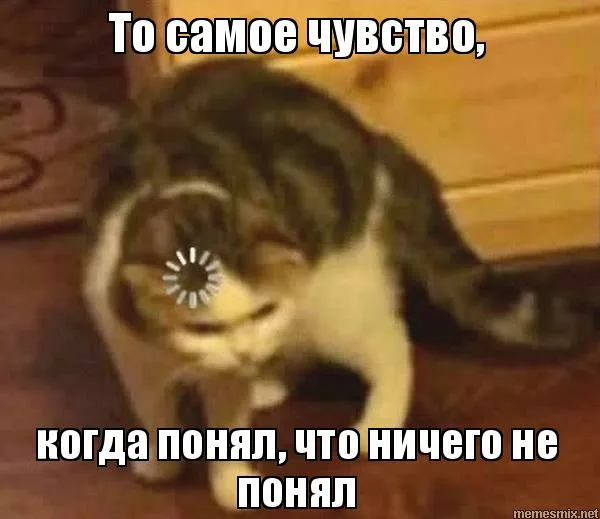 То самое чувство,
когда понял, что ничего не
понял
memesmix.net